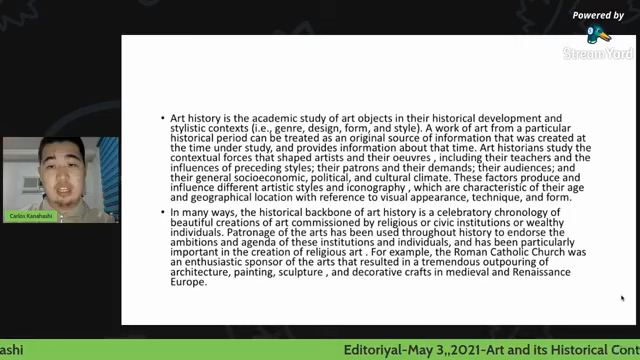 Powered by
StreamYard
• Art history is the academic study of art objects in their historical development and
stylistic contexts (i.e., genre, design, form, and style). A work of art from a particular
historical period can be treated as an original source of information that was created at
the time under study, and provides information about that time. Art historians study the
contextual forces that shaped artists and their oeuvres , including their teachers and the
influences of preceding styles; their patrons and their demands; their audiences; and
their general socioeconomic, political, and cultural climate. These factors produce and
influence different artistic styles and iconography , which are characteristic of their age
and geographical location with reference to visual appearance, technique, and form.
• In many ways, the historical backbone of art history is a celebratory chronology of
beautiful creations of art commissioned by religious or civic institutions or wealthy
individuals. Patronage of the arts has been used throughout history to endorse the
ambitions and agenda of these institutions and individuals, and has been particularly
important in the creation of religious art . For example, the Roman Catholic Church was
an enthusiastic sponsor of the arts that resulted in a tremendous outpouring of
architecture, painting, sculpture , and decorative crafts in medieval and Renaissance
Europe.
Carlos Kanahashi
ashi
Editoriyal-May 3,,2021-Art and its Historical Cont